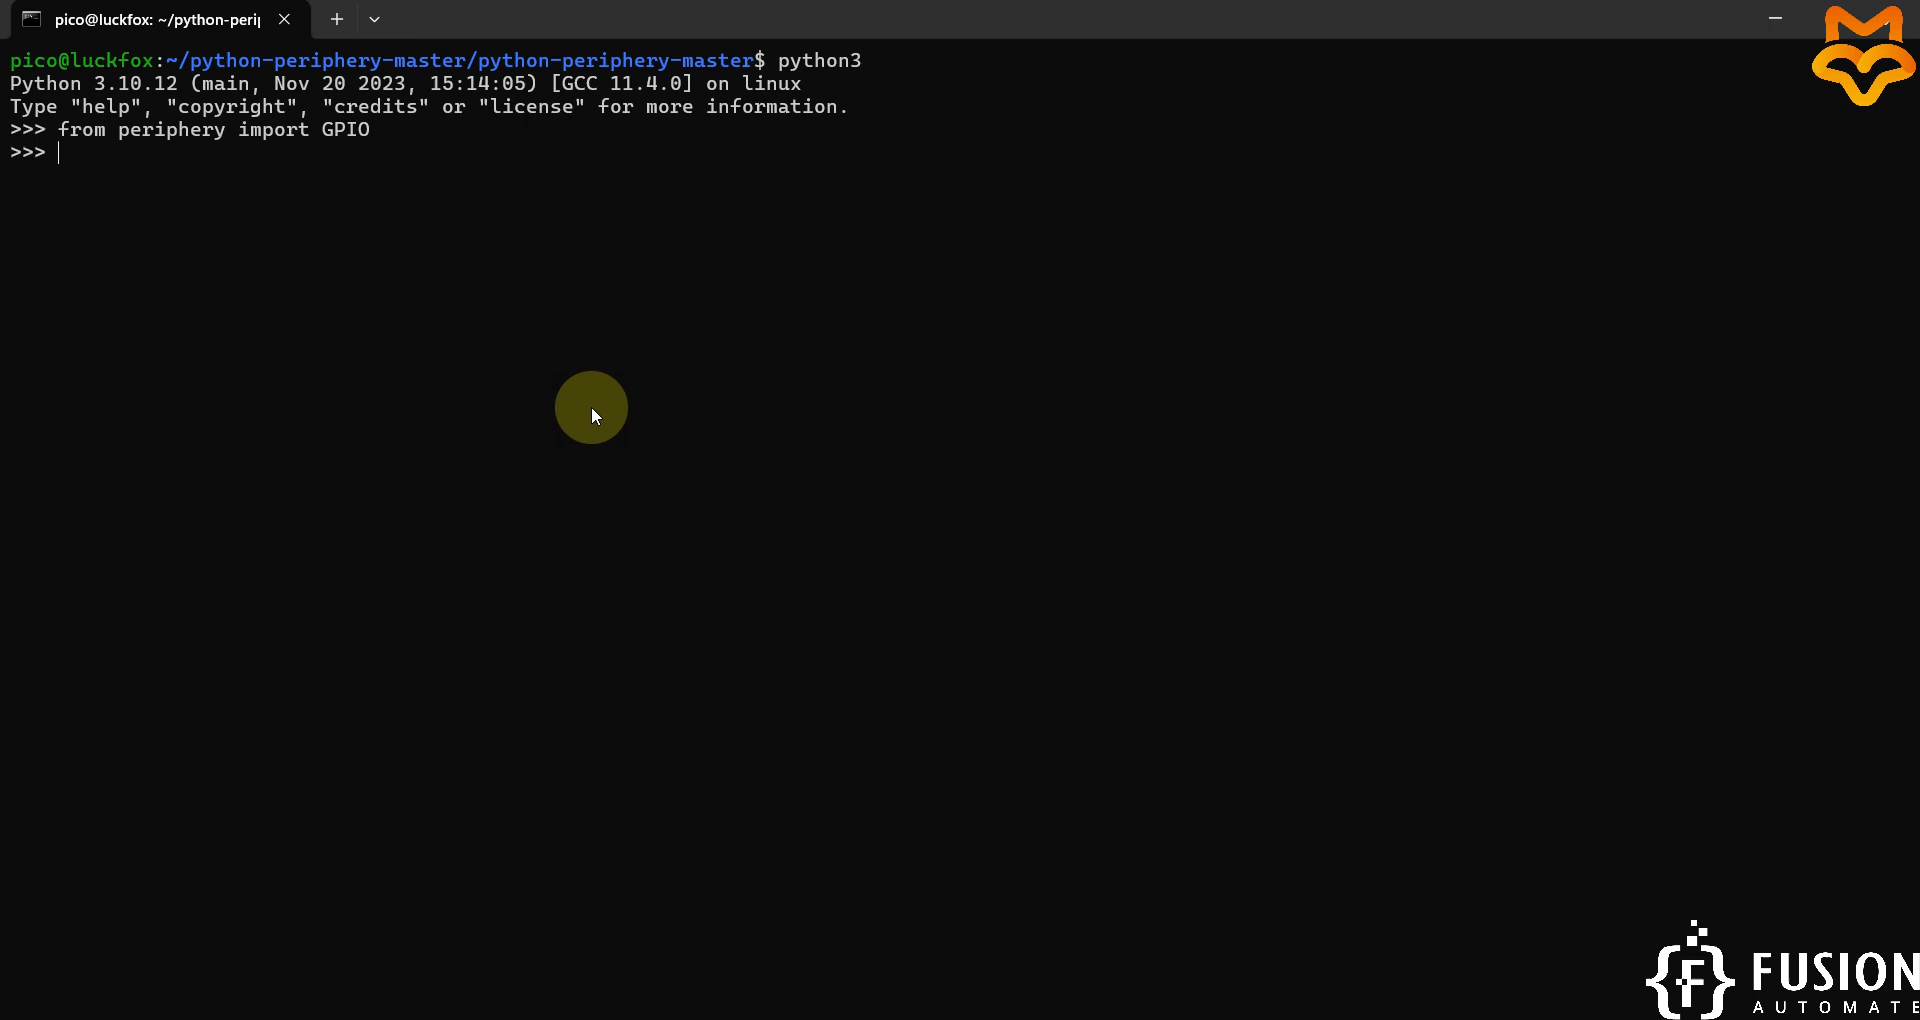 pico@luckfox: ~/python-perip
pico@luckfox:~/python-periphery-master/python-periphery-master$ python3
Python 3.10.12 (main, Nov 20 2023, 15:14:05) [GCC 11.4.0] on linux
Type "help", "copyright", "credits" or "license" for more information.
>>> from periphery import GPIO
>>>
{F} FUSION
AUTOMATE